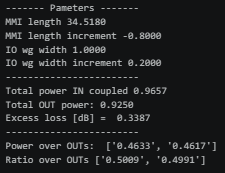 ------- Pameters -------
MMI length 34.5180
MMI length increment -0.8000
IO wg width 1.0000
IO wg width increment 0.2000
------------------------
Total power IN coupled 0.9657
Total OUT power: 0.9250
Excess loss [dB] =  0.3387
------------------------
Power over OUTs:  ['0.4633', '0.4617']
Ratio over OUTs ['0.5009', '0.4991']